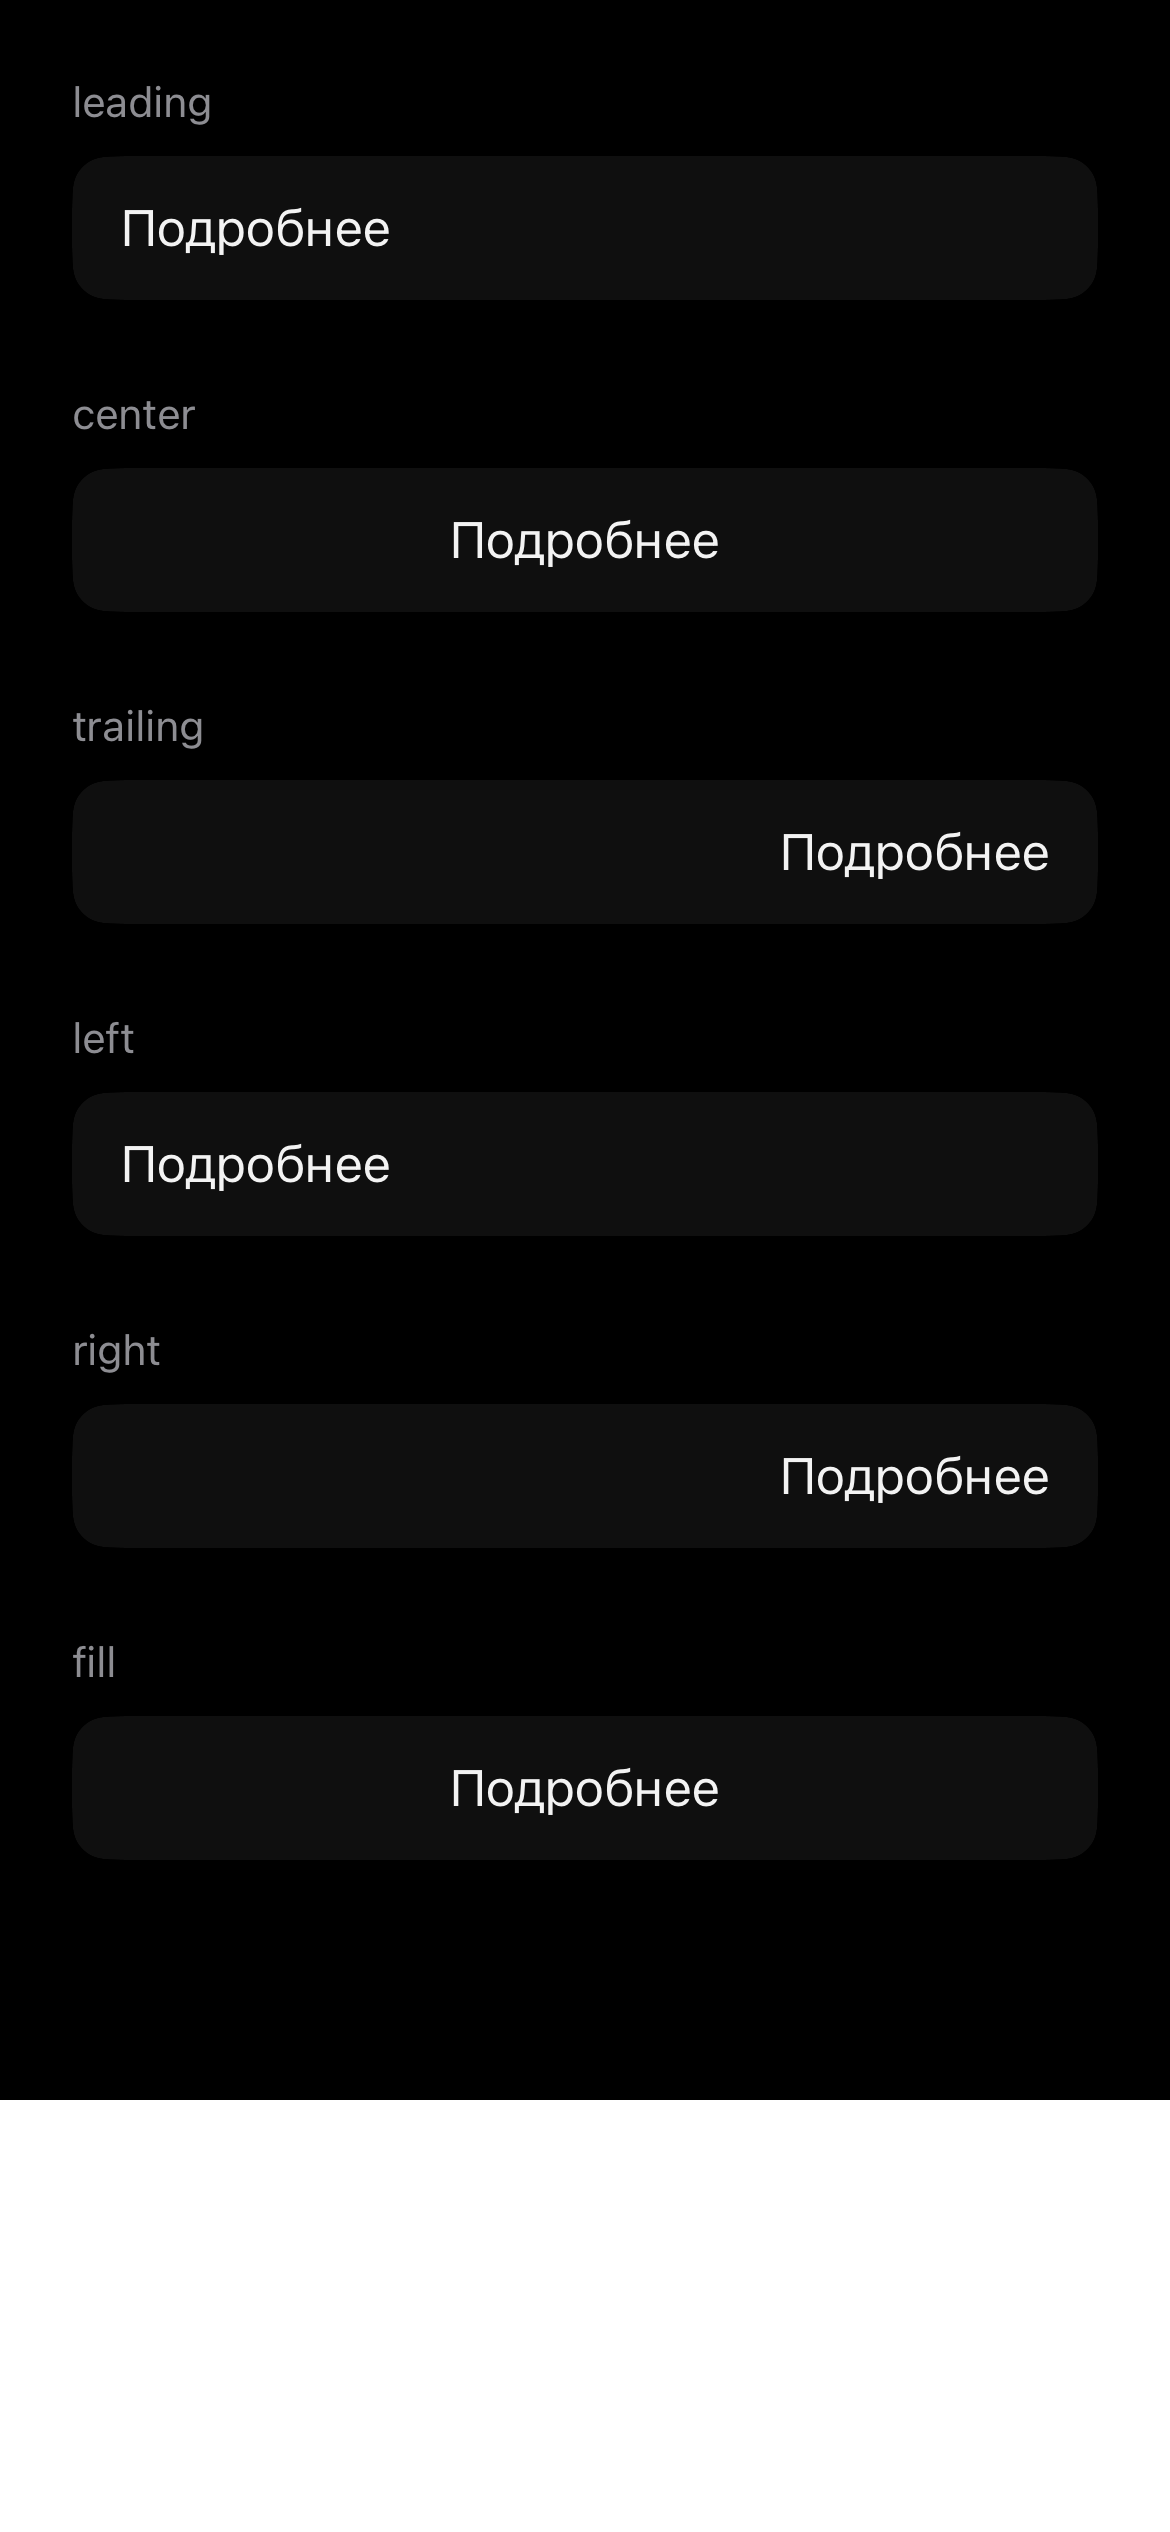 leading
Подробнее
center
Подробнее
trailing
Подробнее
left
Подробнее
right
Подробнее
fill
Подробнее